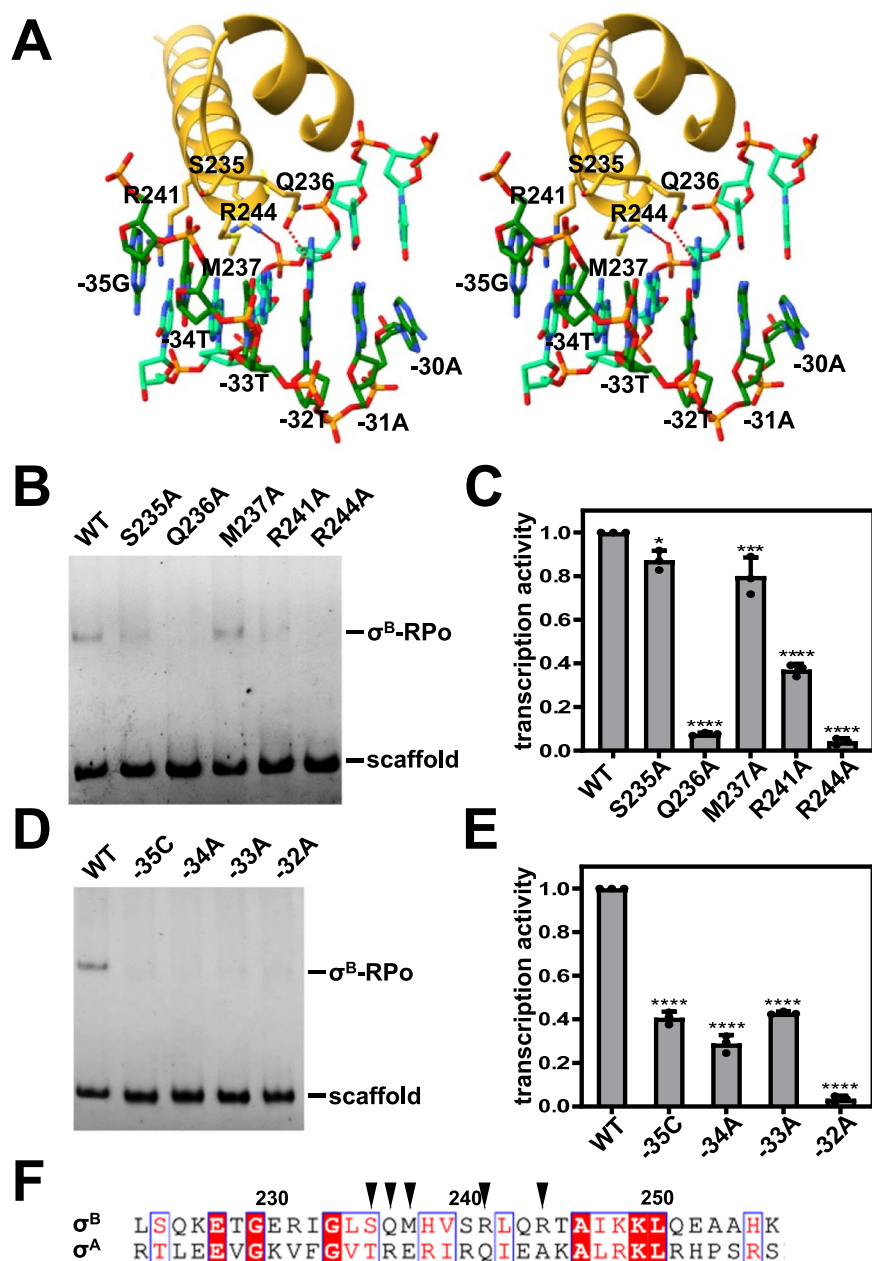 A
S235
Q236
R241
R244
M237
-35G
-34T
-33T
-32T
-31A
-30A
S235
Q236
R241
R244
M237
-35G
-34T
-33T
-32T
-31A
-30A
B
WT S235A Q236A M237A R241A R244A
σᴮ-RPo
scaffold
C
transcription activity
1.0
0.8
0.6
0.4
0.2
0.0
* **** *** **** ****
WT S235A Q236A M237A R241A R244A
D
WT -35C -34A -33A -32A
σᴮ-RPo
scaffold
E
transcription activity
1.0
0.8
0.6
0.4
0.2
0.0
**** **** **** ****
WT -35C -34A -33A -32A
F
230 240 250
σᴮ LSQKETGERIGLSQMHVSRLQRTAIKKLQEAAHK
σᴬ RTLEEVGKVFGVTRERIRQIEAKALRKLRHPSRS